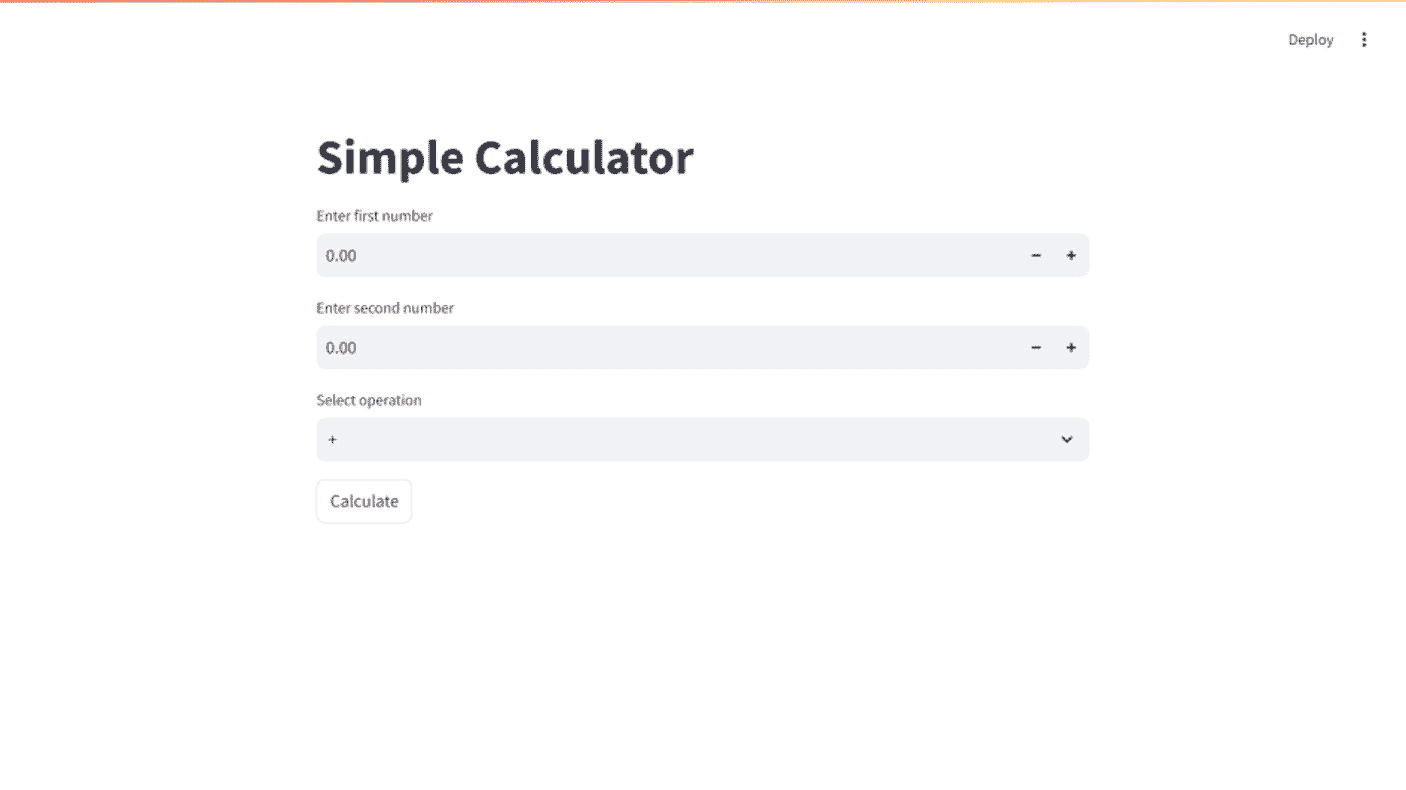 Deploy
Simple Calculator
Enter first number
0.00
Enter second number
0.00
Select operation
+
Calculate